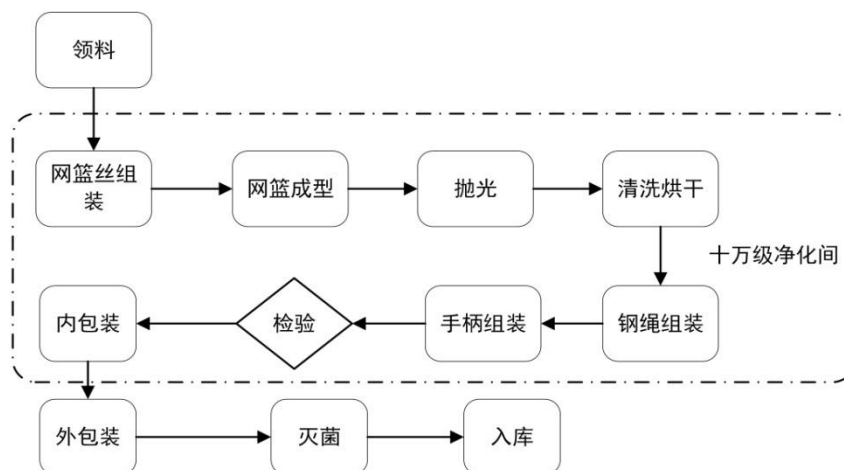 领料
网篮丝组
装
网篮成型
抛光
清洗烘干
十万级净化间
钢绳组装
手柄组装
检验
内包装
外包装
灭菌
入库